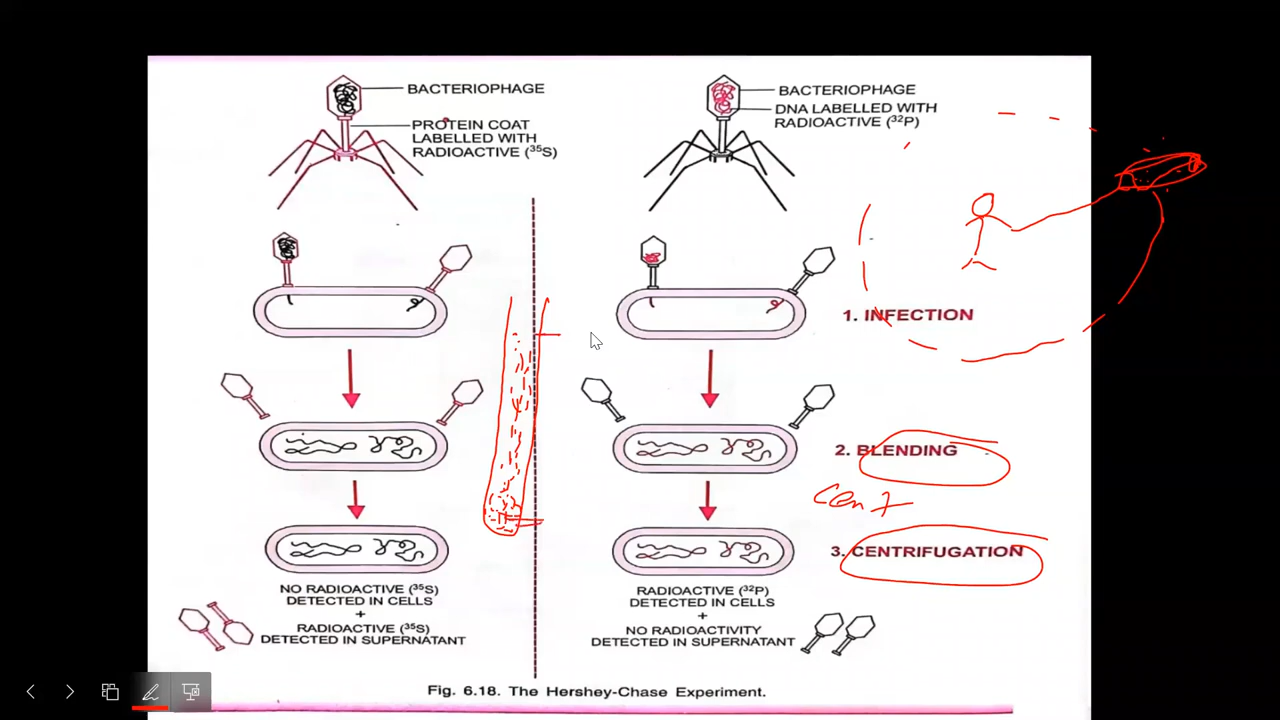 BACTERIOPHAGE
PROTEIN COAT
LABELLED WITH
RADIOACTIVE (³⁵S)
BACTERIOPHAGE
DNA LABELLED WITH
RADIOACTIVE (³²P)
1. INFECTION
2. BLENDING
cent
3. CENTRIFUGATION
NO RADIOACTIVE (³⁵S)
DETECTED IN CELLS
+
RADIOACTIVE (³⁵S)
DETECTED IN SUPERNATANT
RADIOACTIVE (³²P)
DETECTED IN CELLS
+
NO RADIOACTIVITY
DETECTED IN SUPERNATANT
Fig. 6.18. The Hershey-Chase Experiment.